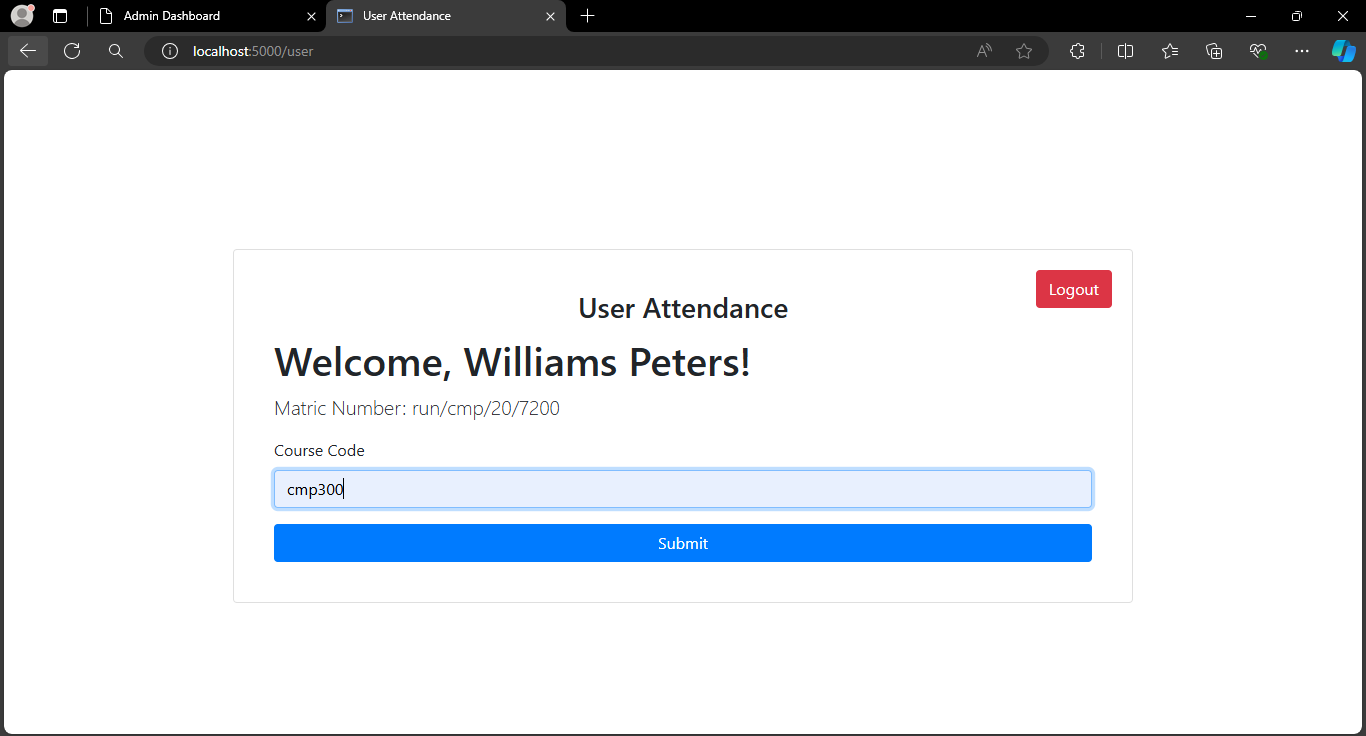 Admin Dashboard
User Attendance
localhost:5000/user
Logout
User Attendance
Welcome, Williams Peters!
Matric Number: run/cmp/20/7200
Course Code
cmp300
Submit